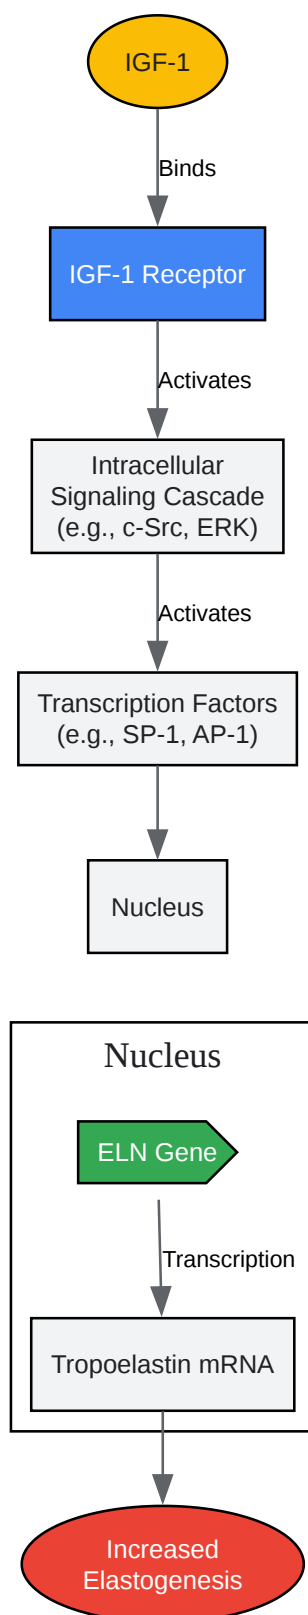 IGF-1
Binds
IGF-1 Receptor
Activates
Intracellular
Signaling Cascade
(e.g., c-Src, ERK)
Activates
Transcription Factors
(e.g., SP-1, AP-1)
Nucleus
Nucleus
ELN Gene
Transcription
Tropoelastin mRNA
Increased
Elastogenesis